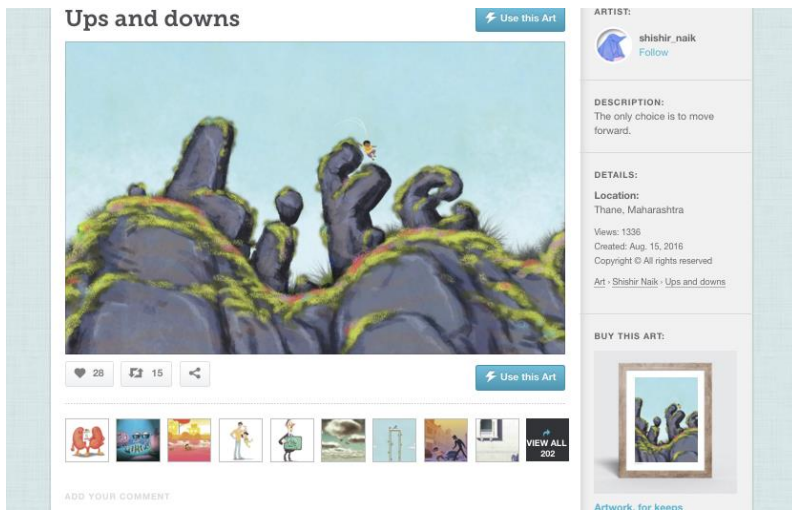 Ups and downs
Use this Art
Life
28
15
Use this Art
VIEW ALL
202
ADD YOUR COMMENT
ARTIST:
shishir_naik
Follow
DESCRIPTION:
The only choice is to move
forward.
DETAILS:
Location:
Thane, Maharashtra
Views: 1336
Created: Aug. 15, 2016
Copyright © All rights reserved
Art › Shishir Naik › Ups and downs
BUY THIS ART:
Artwork, for keeps